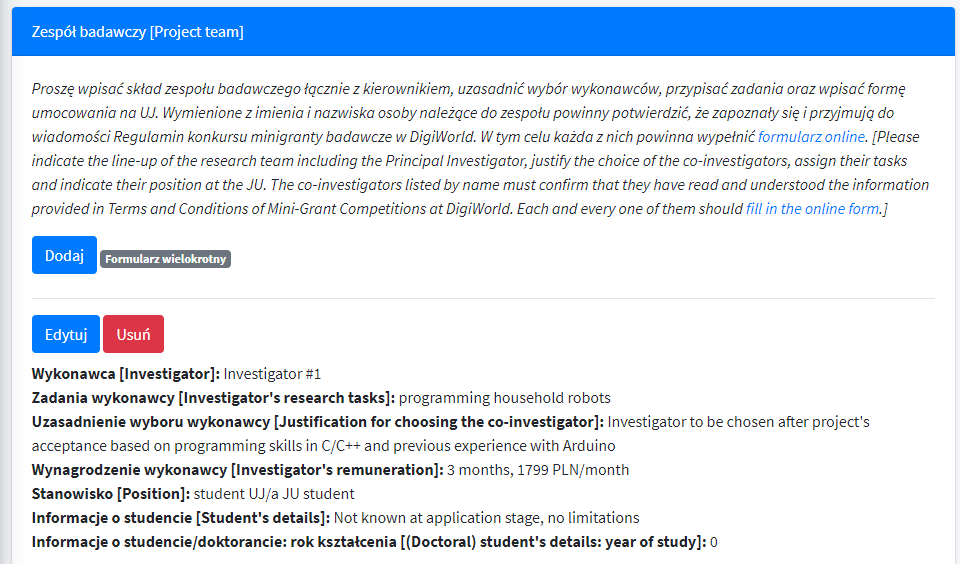 Zespół badawczy [Project team]
Proszę wpisać skład zespołu badawczego łącznie z kierownikiem, uzasadnić wybór wykonawców, przypisać zadania oraz wpisać formę
umocowania na UJ. Wymienione z imienia i nazwiska osoby należące do zespołu powinny potwierdzić, że zapoznały się i przyjmują do
wiadomości Regulamin konkursu minigranty badawcze w DigiWorld. W tym celu każda z nich powinna wypełnić formularz online. [Please
indicate the line-up of the research team including the Principal Investigator, justify the choice of the co-investigators, assign their tasks
and indicate their position at the JU. The co-investigators listed by name must confirm that they have read and understood the information
provided in Terms and Conditions of Mini-Grant Competitions at DigiWorld. Each and every one of them should fill in the online form.]
Dodaj Formularz wielokrotny
Edytuj Usuń
Wykonawca [Investigator]: Investigator #1
Zadania wykonawcy [Investigator's research tasks]: programming household robots
Uzasadnienie wyboru wykonawcy [Justification for choosing the co-investigator]: Investigator to be chosen after project's
acceptance based on programming skills in C/C++ and previous experience with Arduino
Wynagrodzenie wykonawcy [Investigator's remuneration]: 3 months, 1799 PLN/month
Stanowisko [Position]: student UJ/a JU student
Informacje o studencie [Student's details]: Not known at application stage, no limitations
Informacje o studencie/doktorancie: rok kształcenia [(Doctoral) student's details: year of study]: 0